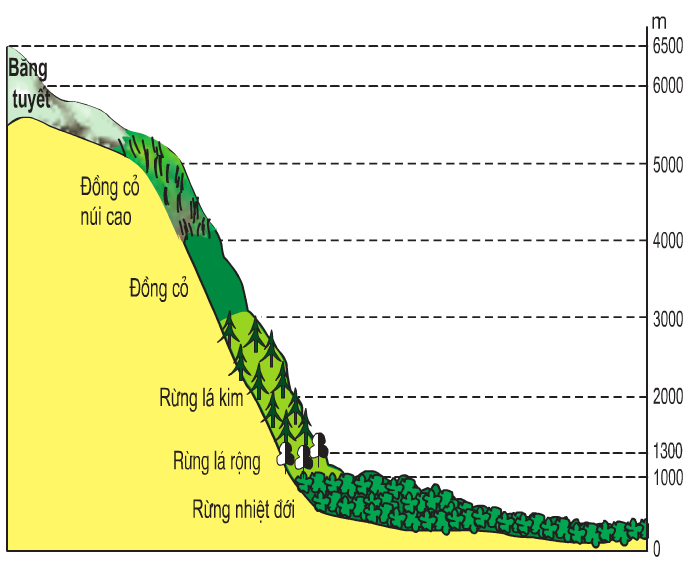 m
6500
Băng
tuyết
6000
5000
Đồng cỏ
núi cao
4000
Đồng cỏ
3000
Rừng lá kim
2000
Rừng lá rộng
1300
1000
Rừng nhiệt đới
0